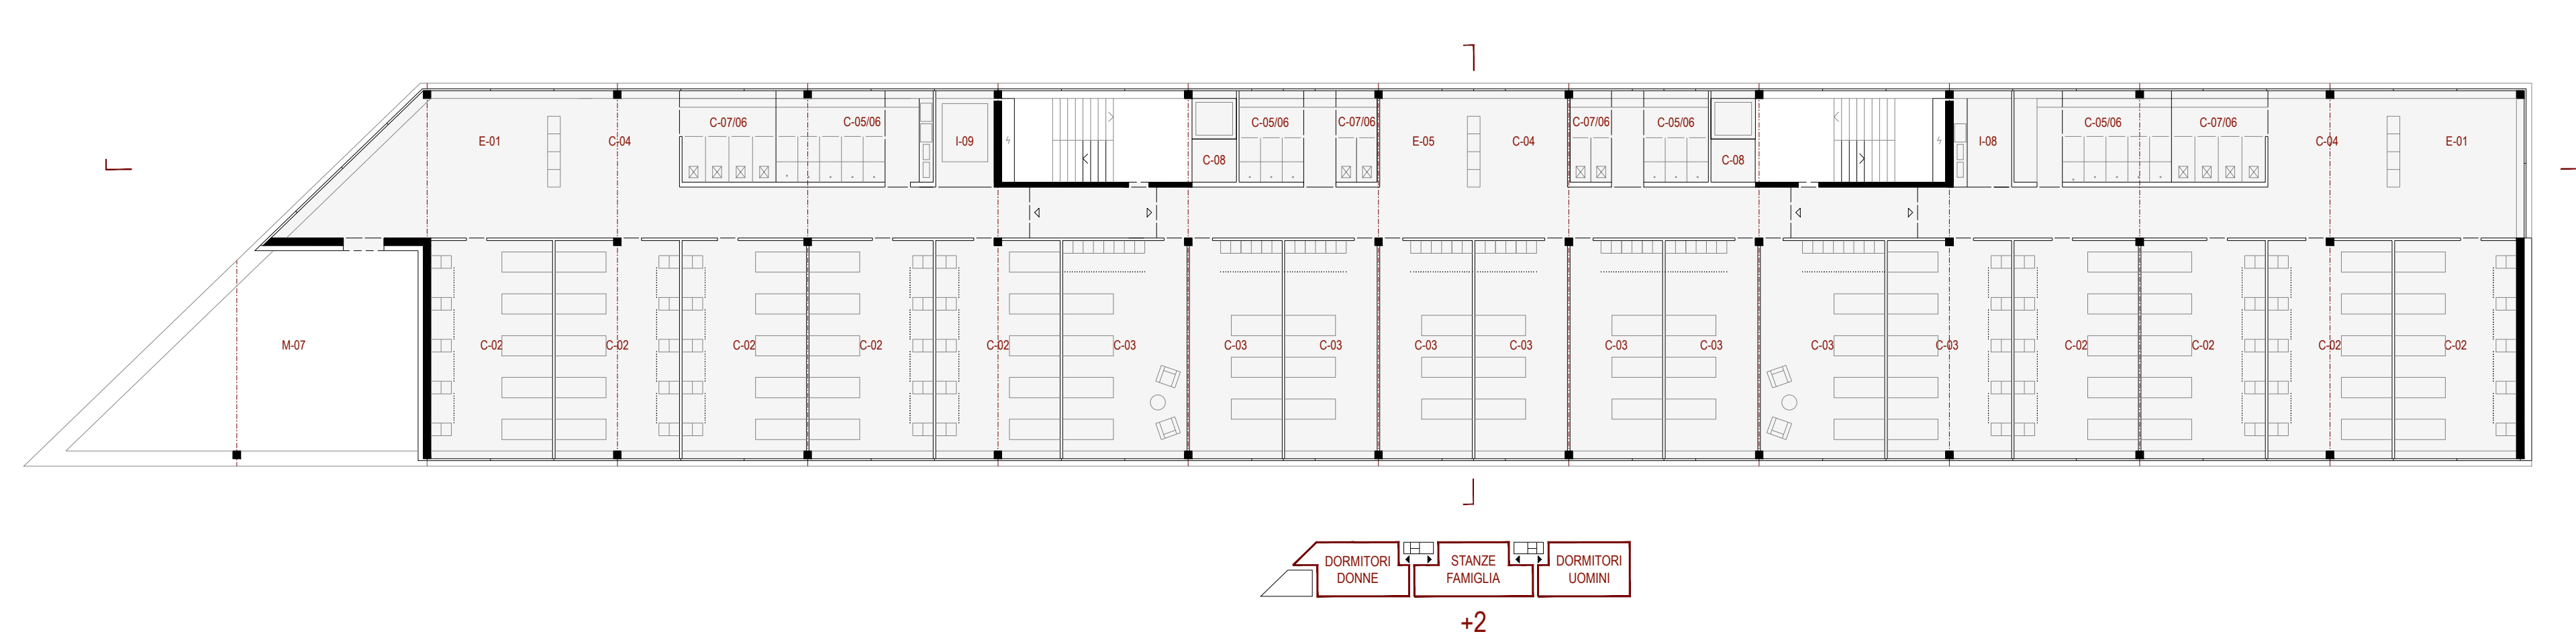 C-07/06 C-05/06 C-05/06 C-07/06 C-07/06 C-05/06 C-05/06 C-07/06
E-01 C-04 I-09 E-05 C-04 I-08 C-04 E-01
C-08 C-08
M-07 C-02 C-02 C-02 C-02 C-02 C-03 C-03 C-03 C-03 C-03 C-03 C-03 C-03 C-03 C-02 C-02 C-02 C-02
DORMITORI DONNE
STANZE FAMIGLIA
DORMITORI UOMINI
+2